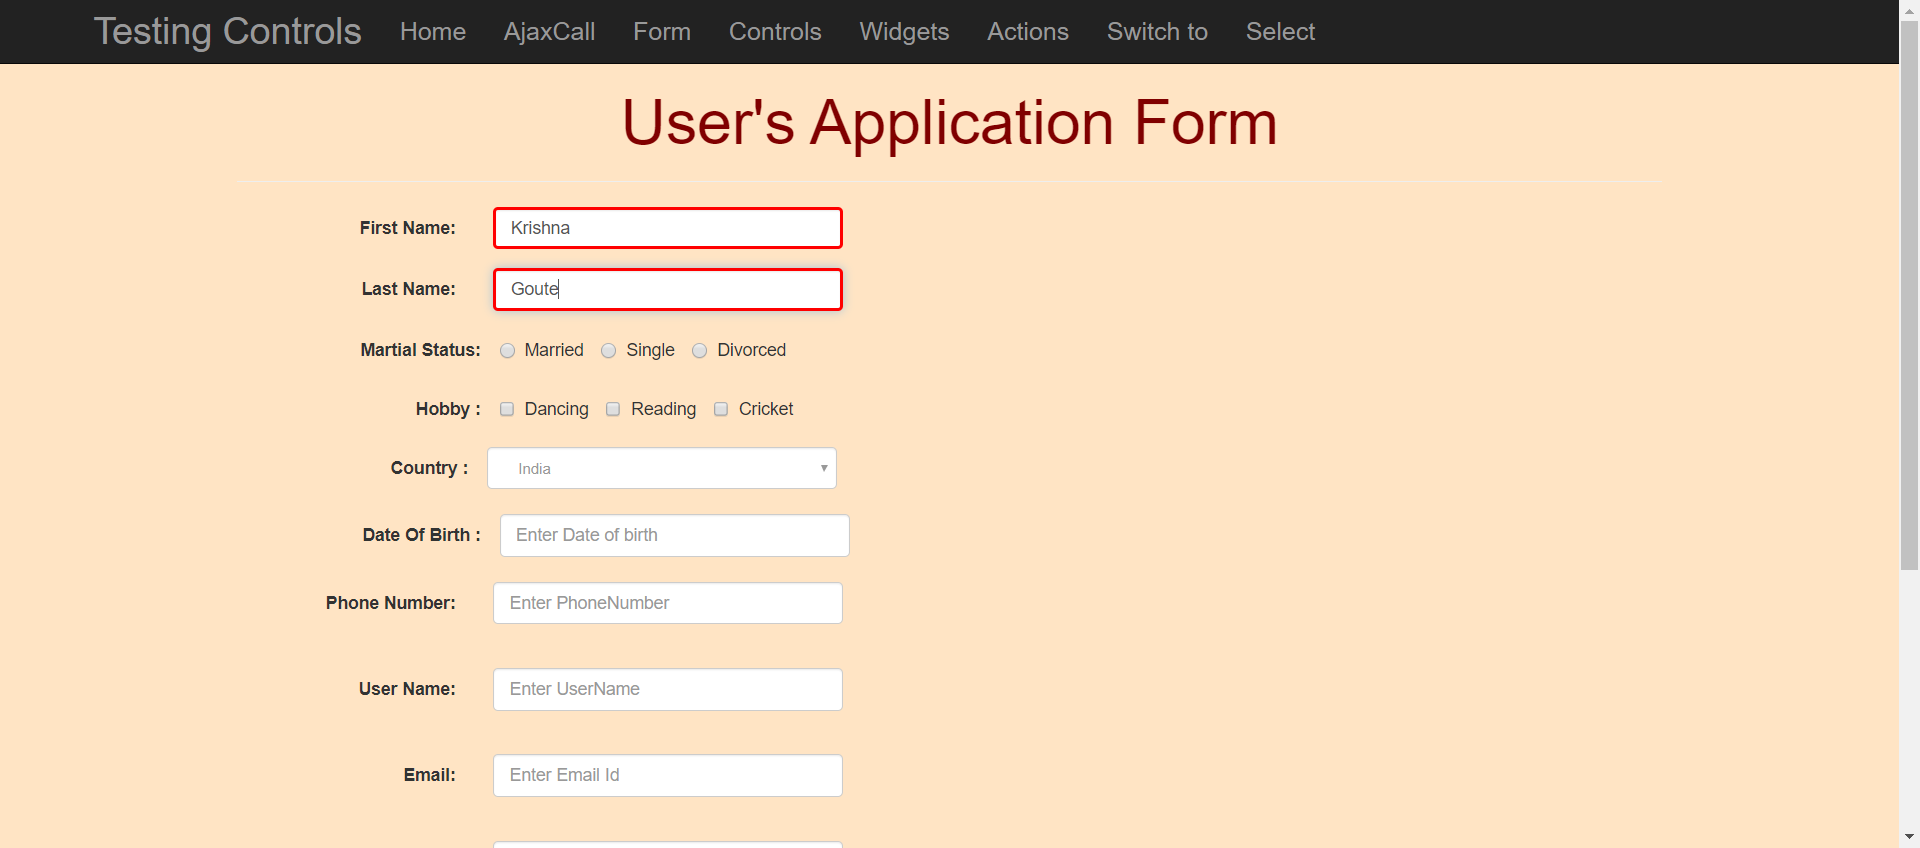 Testing Controls Home AjaxCall Form Controls Widgets Actions Switch to Select
User's Application Form
First Name: Krishna
Last Name: Goute
Martial Status: Married Single Divorced
Hobby : Dancing Reading Cricket
Country : India
Date Of Birth : Enter Date of birth
Phone Number: Enter PhoneNumber
User Name: Enter UserName
Email: Enter Email Id